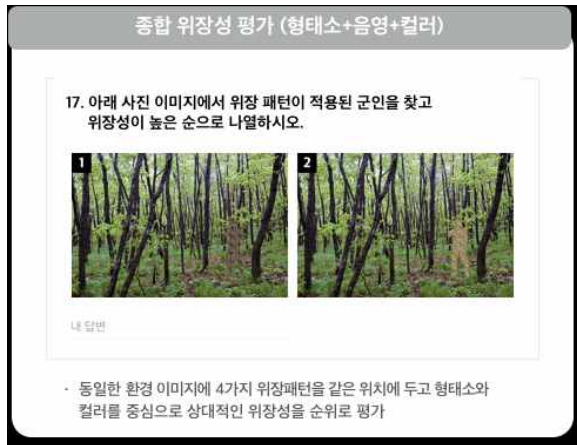 종합 위장성 평가 (형태소+음영+컬러)
17. 아래 사진 이미지에서 위장 패턴이 적용된 군인을 찾고
위장성이 높은 순으로 나열하시오.
1 2
내 답변
· 동일한 환경 이미지에 4가지 위장패턴을 같은 위치에 두고 형태소와
컬러를 중심으로 상대적인 위장성을 순위로 평가